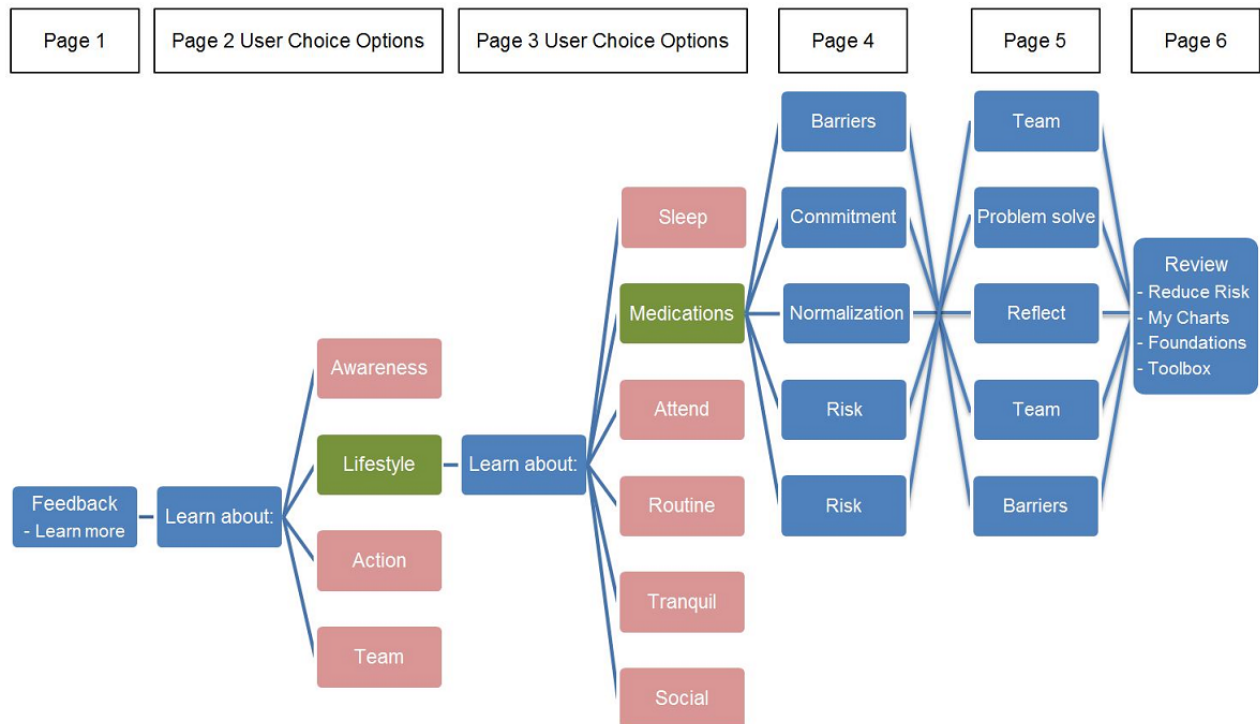 Page 1
Page 2 User Choice Options
Page 3 User Choice Options
Page 4
Page 5
Page 6
Feedback
- Learn more
Learn about:
Awareness
Lifestyle
Action
Team
Learn about:
Sleep
Medications
Attend
Routine
Tranquil
Social
Barriers
Commitment
Normalization
Risk
Risk
Team
Problem solve
Reflect
Team
Barriers
Review
- Reduce Risk
- My Charts
- Foundations
- Toolbox